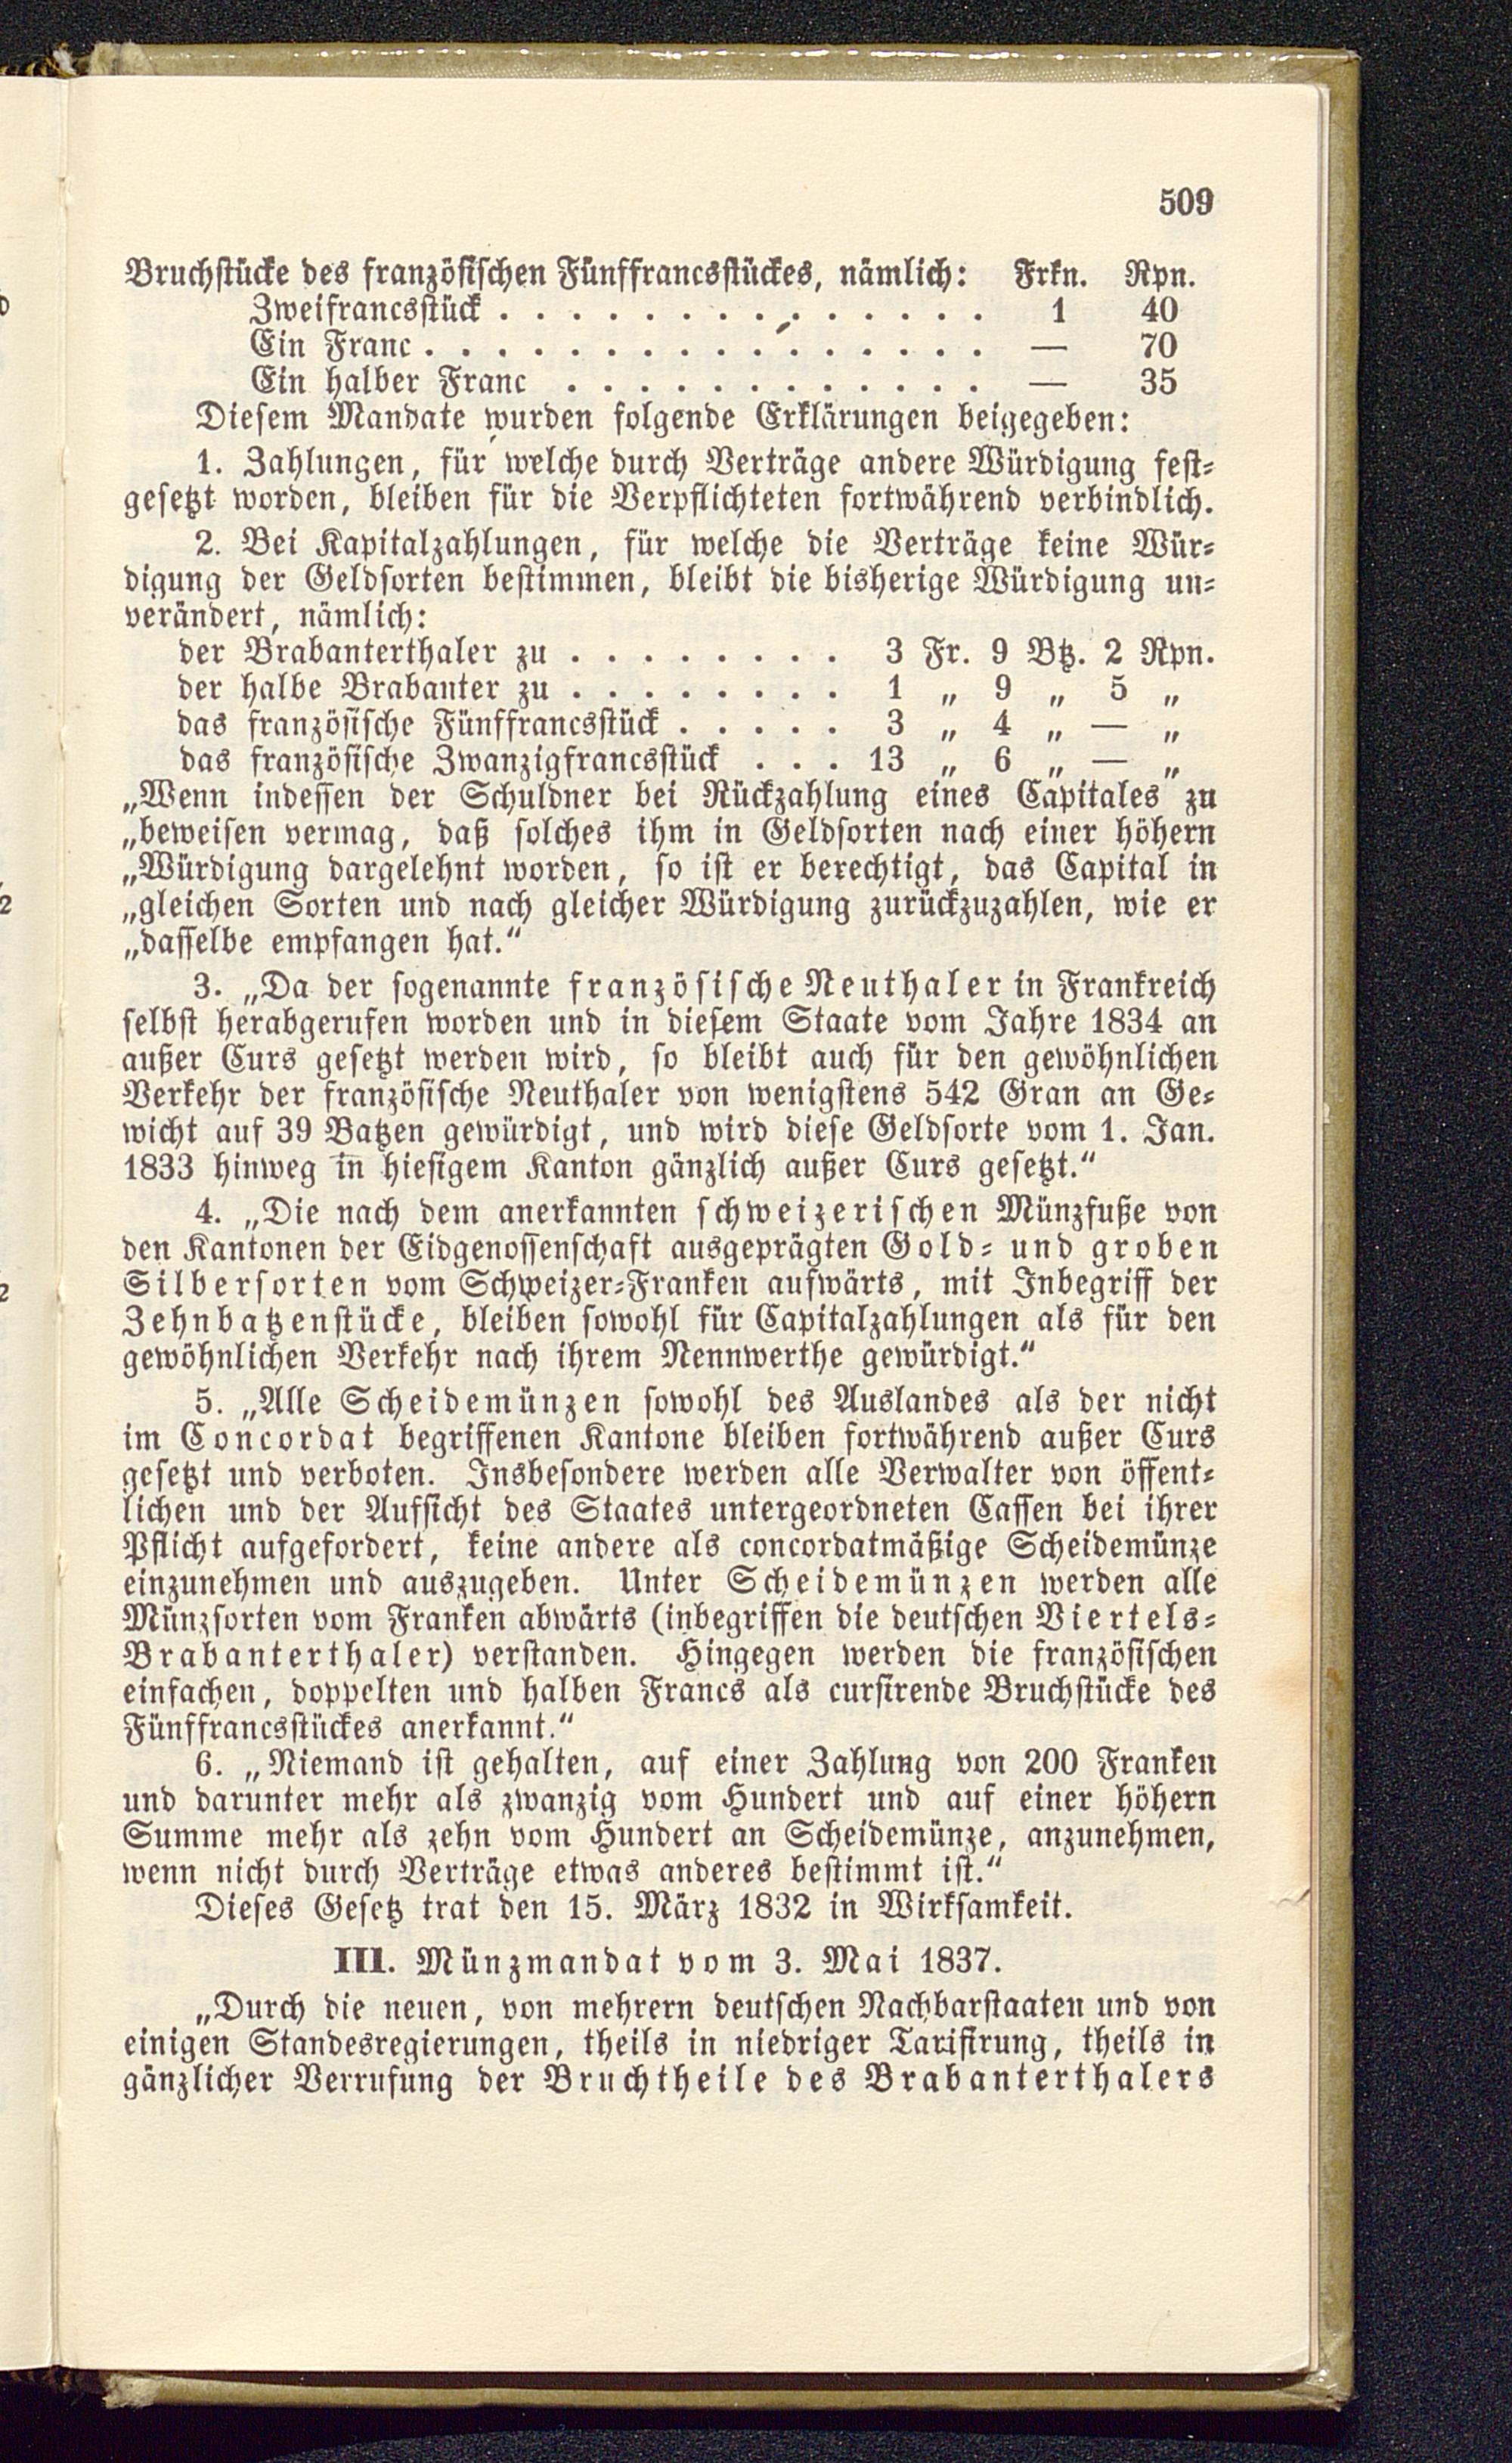 509
Bruchstücke des französischen Fünffrancsstückes, nämlich: Frkn. Rpn.
Zweifrancsstück . . . . . . . . . . . . . . 1 40
Ein Franc . . . . . . . . . . . . . . . . — 70
Ein halber Franc . . . . . . . . . . . . — 35
Diesem Mandate wurden folgende Erklärungen beigegeben:
1. Zahlungen, für welche durch Verträge andere Würdigung fest-
gesetzt worden, bleiben für die Verpflichteten fortwährend verbindlich.
2. Bei Kapitalzahlungen, für welche die Verträge keine Wür-
digung der Geldsorten bestimmen, bleibt die bisherige Würdigung un-
verändert, nämlich:
der Brabanterthaler zu . . . . . . . . 3 Fr. 9 Btz. 2 Rpn.
der halbe Brabanter zu . . . . . . . . 1 „ 9 „ 5 „
das französische Fünffrancsstück . . . . . 3 „ 4 „ — „
das französische Zwanzigfrancsstück . . . 13 „ 6 „ — „
„Wenn indessen der Schuldner bei Rückzahlung eines Capitales zu
„beweisen vermag, daß solches ihm in Geldsorten nach einer höhern
„Würdigung dargelehnt worden, so ist er berechtigt, das Capital in
„gleichen Sorten und nach gleicher Würdigung zurückzuzahlen, wie er
„dasselbe empfangen hat.“
3. „Da der sogenannte französische Neuthaler in Frankreich
selbst herabgerufen worden und in diesem Staate vom Jahre 1834 an
außer Curs gesetzt werden wird, so bleibt auch für den gewöhnlichen
Verkehr der französische Neuthaler von wenigstens 542 Gran an Ge-
wicht auf 39 Batzen gewürdigt, und wird diese Geldsorte vom 1. Jan.
1833 hinweg in hiesigem Kanton gänzlich außer Curs gesetzt.“
4. „Die nach dem anerkannten schweizerischen Münzfuße von
den Kantonen der Eidgenossenschaft ausgeprägten Gold- und groben
Silbersorten vom Schweizer-Franken aufwärts, mit Inbegriff der
Zehnbatzenstücke, bleiben sowohl für Capitalzahlungen als für den
gewöhnlichen Verkehr nach ihrem Nennwerthe gewürdigt.“
5. „Alle Scheidemünzen sowohl des Auslandes als der nicht
im Concordat begriffenen Kantone bleiben fortwährend außer Curs
gesetzt und verboten. Insbesondere werden alle Verwalter von öffent-
lichen und der Aufsicht des Staates untergeordneten Cassen bei ihrer
Pflicht aufgefordert, keine andere als concordatmäßige Scheidemünze
einzunehmen und auszugeben. Unter Scheidemünzen werden alle
Münzsorten vom Franken abwärts (inbegriffen die deutschen Viertels-
Brabanterthaler) verstanden. Hingegen werden die französischen
einfachen, doppelten und halben Francs als cursirende Bruchstücke des
Fünffrancsstückes anerkannt.“
6. „Niemand ist gehalten, auf einer Zahlung von 200 Franken
und darunter mehr als zwanzig vom Hundert und auf einer höhern
Summe mehr als zehn vom Hundert an Scheidemünze, anzunehmen,
wenn nicht durch Verträge etwas anderes bestimmt ist.“
Dieses Gesetz trat den 15. März 1832 in Wirksamkeit.
III. Münzmandat vom 3. Mai 1837.
„Durch die neuen, von mehrern deutschen Nachbarstaaten und von
einigen Standesregierungen, theils in niedriger Tarifirung, theils in
gänzlicher Verrufung der Bruchtheile des Brabanterthalers